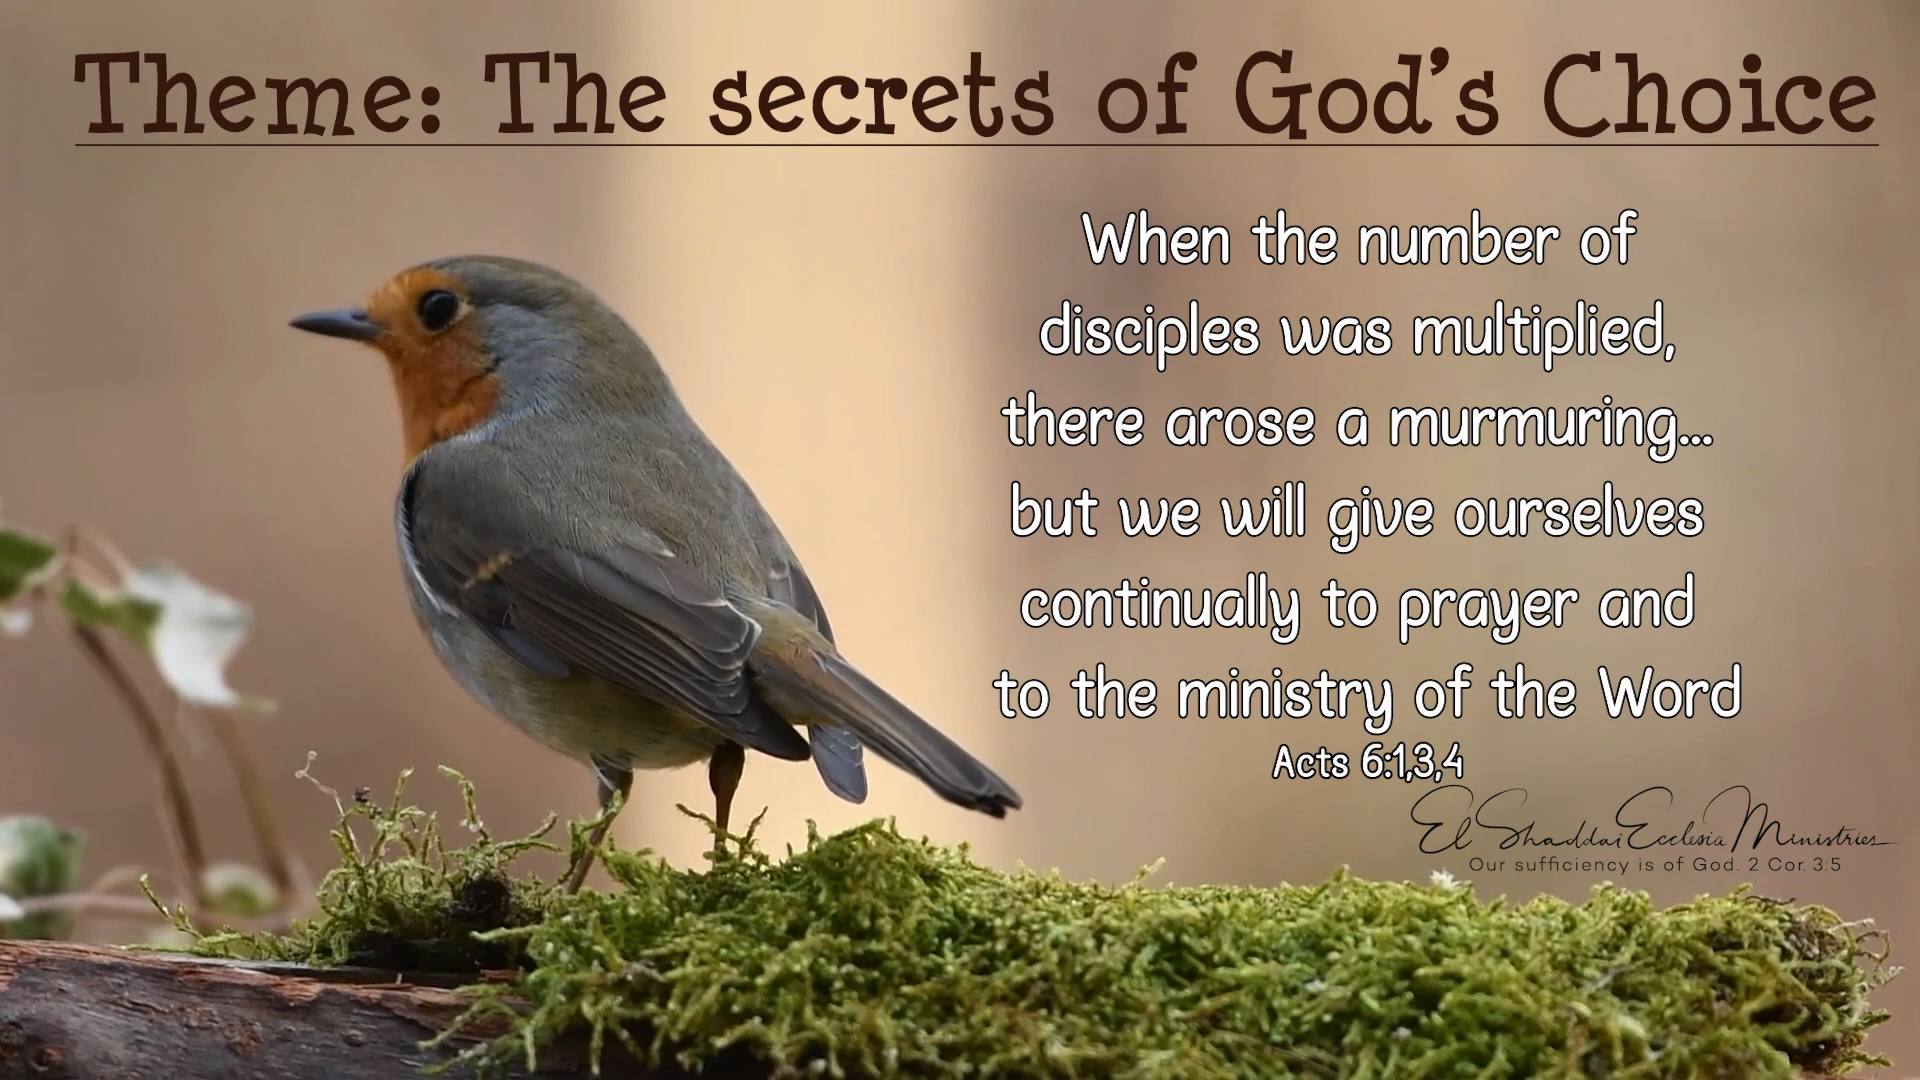 Theme: The secrets of God's Choice
When the number of
disciples was multiplied,
there arose a murmuring...
but we will give ourselves
continually to prayer and
to the ministry of the Word
Acts 6:1,3,4
El Shaddai Ecclesia Ministries
Our sufficiency is of God. 2 Cor. 3:5